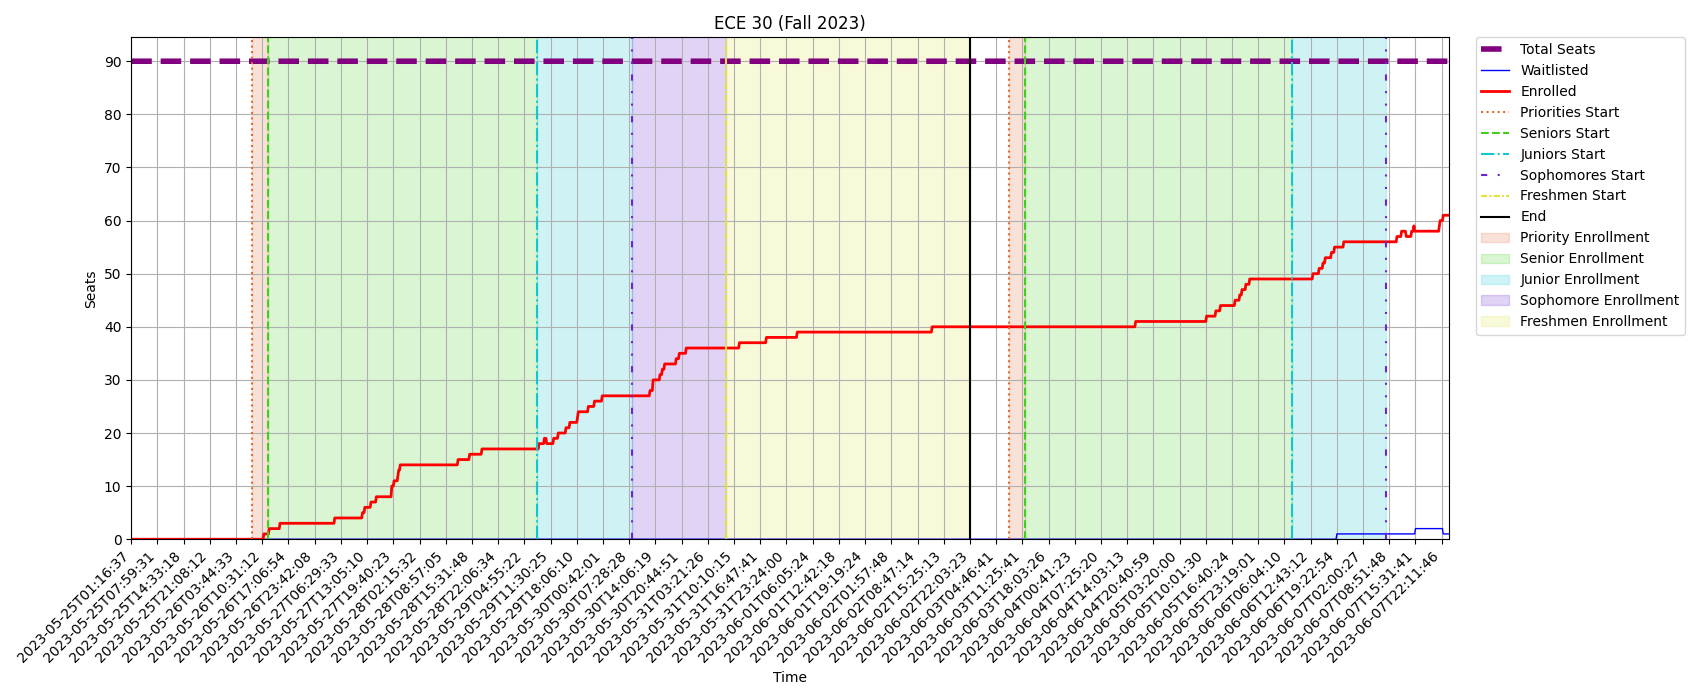 ECE 30 (Fall 2023)
Seats
90
80
70
60
50
40
30
20
10
0
2023-05-25T01:16:37
2023-05-25T07:59:31
2023-05-25T14:33:18
2023-05-25T21:08:12
2023-05-26T03:44:33
2023-05-26T10:31:12
2023-05-26T17:06:54
2023-05-26T23:42:08
2023-05-27T06:29:33
2023-05-27T13:05:10
2023-05-27T19:40:23
2023-05-28T02:15:32
2023-05-28T08:57:05
2023-05-28T15:31:48
2023-05-28T22:06:34
2023-05-29T04:55:22
2023-05-29T11:30:25
2023-05-29T18:06:10
2023-05-30T00:42:01
2023-05-30T07:28:28
2023-05-30T14:06:19
2023-05-30T20:44:51
2023-05-31T03:21:26
2023-05-31T10:10:15
2023-05-31T16:47:41
2023-05-31T23:24:00
2023-06-01T06:05:24
2023-06-01T12:42:18
2023-06-01T19:19:24
2023-06-02T01:57:48
2023-06-02T08:47:14
2023-06-02T15:25:13
2023-06-02T22:03:23
2023-06-03T04:46:41
2023-06-03T11:25:41
2023-06-03T18:03:26
2023-06-04T00:41:23
2023-06-04T07:25:20
2023-06-04T14:03:13
2023-06-04T20:40:59
2023-06-05T03:20:00
2023-06-05T10:01:30
2023-06-05T16:40:24
2023-06-05T23:19:01
2023-06-06T06:04:10
2023-06-06T12:43:12
2023-06-06T19:22:54
2023-06-07T02:00:27
2023-06-07T08:51:48
2023-06-07T15:31:41
2023-06-07T22:11:46
Time
Total Seats
Waitlisted
Enrolled
Priorities Start
Seniors Start
Juniors Start
Sophomores Start
Freshmen Start
End
Priority Enrollment
Senior Enrollment
Junior Enrollment
Sophomore Enrollment
Freshmen Enrollment